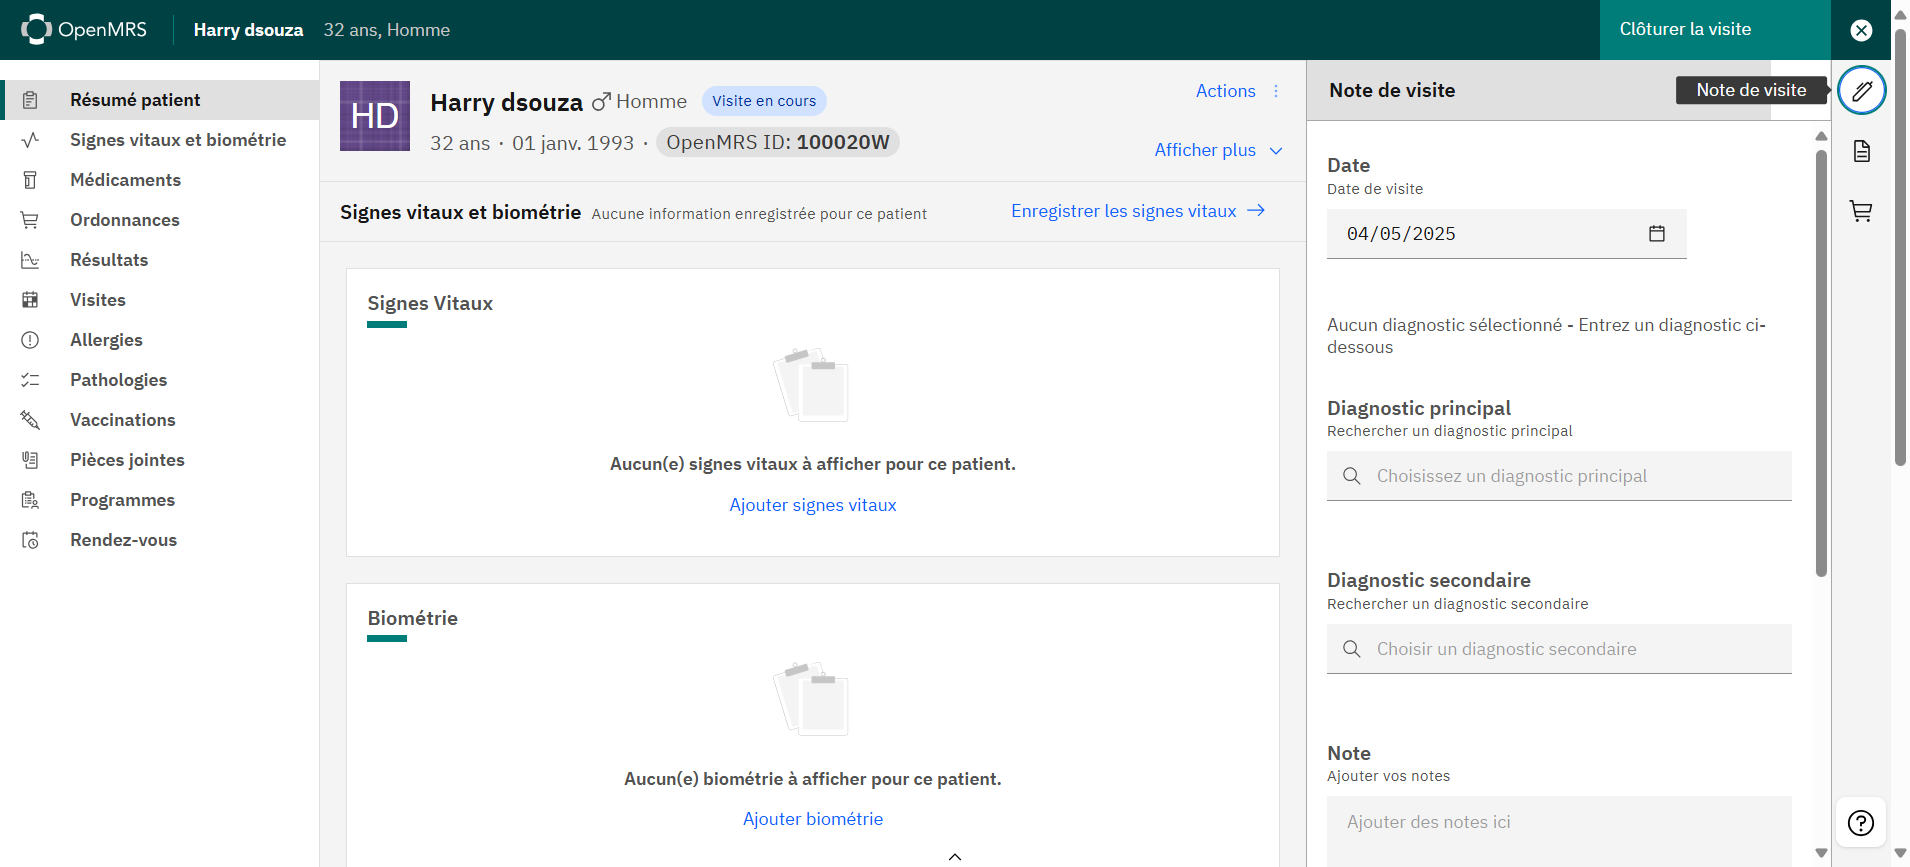 OpenMRS
Harry dsouza 32 ans, Homme
Clôturer la visite
Résumé patient
Signes vitaux et biométrie
Médicaments
Ordonnances
Résultats
Visites
Allergies
Pathologies
Vaccinations
Pièces jointes
Programmes
Rendez-vous
HD
Harry dsouza Homme Visite en cours
32 ans · 01 janv. 1993 · OpenMRS ID: 100020W
Actions
Afficher plus
Signes vitaux et biométrie Aucune information enregistrée pour ce patient
Enregistrer les signes vitaux
Signes Vitaux
Aucun(e) signes vitaux à afficher pour ce patient.
Ajouter signes vitaux
Biométrie
Aucun(e) biométrie à afficher pour ce patient.
Ajouter biométrie
Note de visite
Note de visite
Date
Date de visite
04/05/2025
Aucun diagnostic sélectionné - Entrez un diagnostic ci-
dessous
Diagnostic principal
Rechercher un diagnostic principal
Choisissez un diagnostic principal
Diagnostic secondaire
Rechercher un diagnostic secondaire
Choisir un diagnostic secondaire
Note
Ajouter vos notes
Ajouter des notes ici